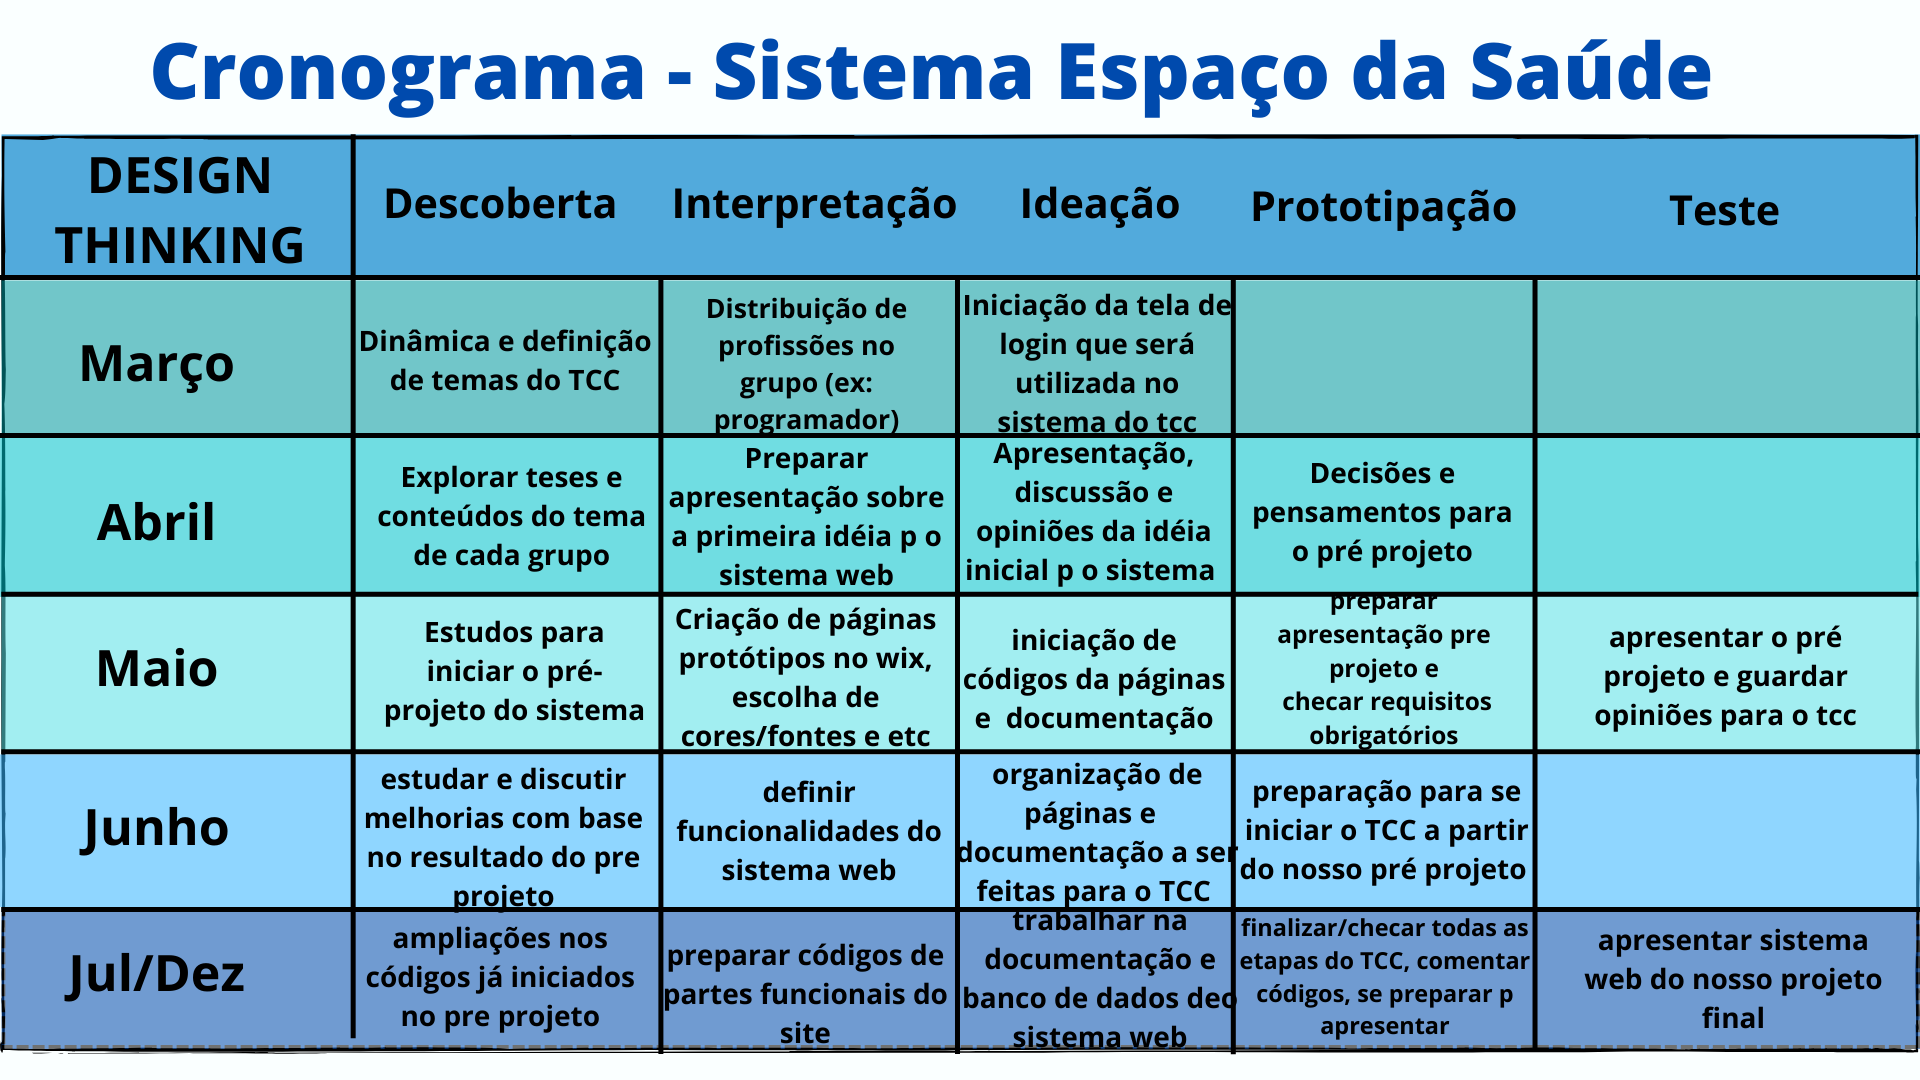 Cronograma - Sistema Espaço da Saúde
DESIGN
THINKING
Descoberta
Interpretação
Ideação
Prototipação
Teste
Março
Dinâmica e definição
de temas do TCC
Distribuição de
profissões no
grupo (ex:
programador)
Iniciação da tela de
login que será
utilizada no
sistema do tcc
Abril
Explorar teses e
conteúdos do tema
de cada grupo
Preparar
apresentação sobre
a primeira idéia p o
sistema web
Apresentação,
discussão e
opiniões da idéia
inicial p o sistema
Decisões e
pensamentos para
o pré projeto
Maio
Estudos para
iniciar o pré-
projeto do sistema
Criação de páginas
protótipos no wix,
escolha de
cores/fontes e etc
iniciação de
códigos da páginas
e documentação
preparar
apresentação pre
projeto e
checar requisitos
obrigatórios
apresentar o pré
projeto e guardar
opiniões para o tcc
Junho
estudar e discutir
melhorias com base
no resultado do pre
projeto
definir
funcionalidades do
sistema web
organização de
páginas e
documentação a ser
feitas para o TCC
preparação para se
iniciar o TCC a partir
do nosso pré projeto
Jul/Dez
ampliações nos
códigos já iniciados
no pre projeto
preparar códigos de
partes funcionais do
site
trabalhar na
documentação e
banco de dados deo
sistema web
finalizar/checar todas as
etapas do TCC, comentar
códigos, se preparar p
apresentar
apresentar sistema
web do nosso projeto
final